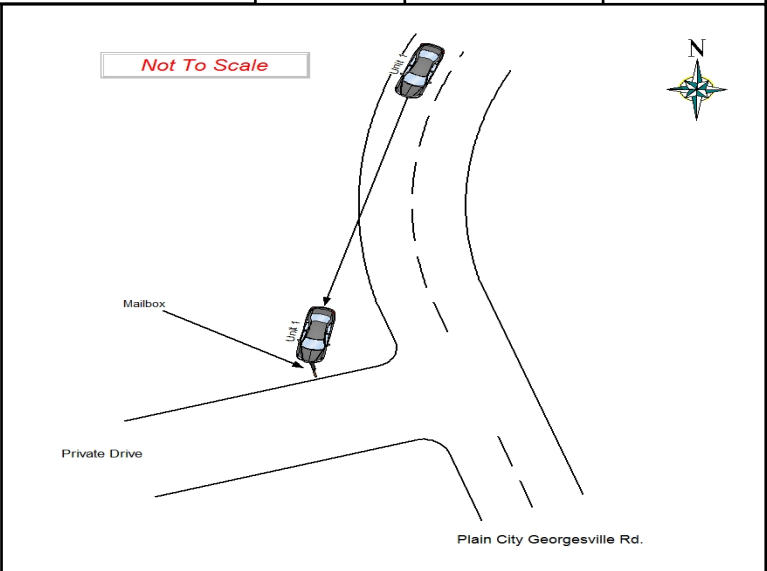 Not To Scale
N
Unit 1
Mailbox
Unit 1
Private Drive
Plain City Georgesville Rd.